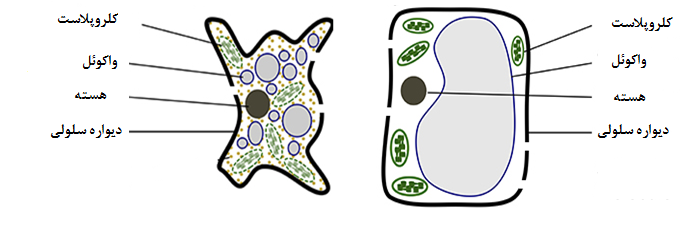 کلروپلاست
واکوئل
هسته
دیواره سلولی
کلروپلاست
واکوئل
هسته
دیواره سلولی